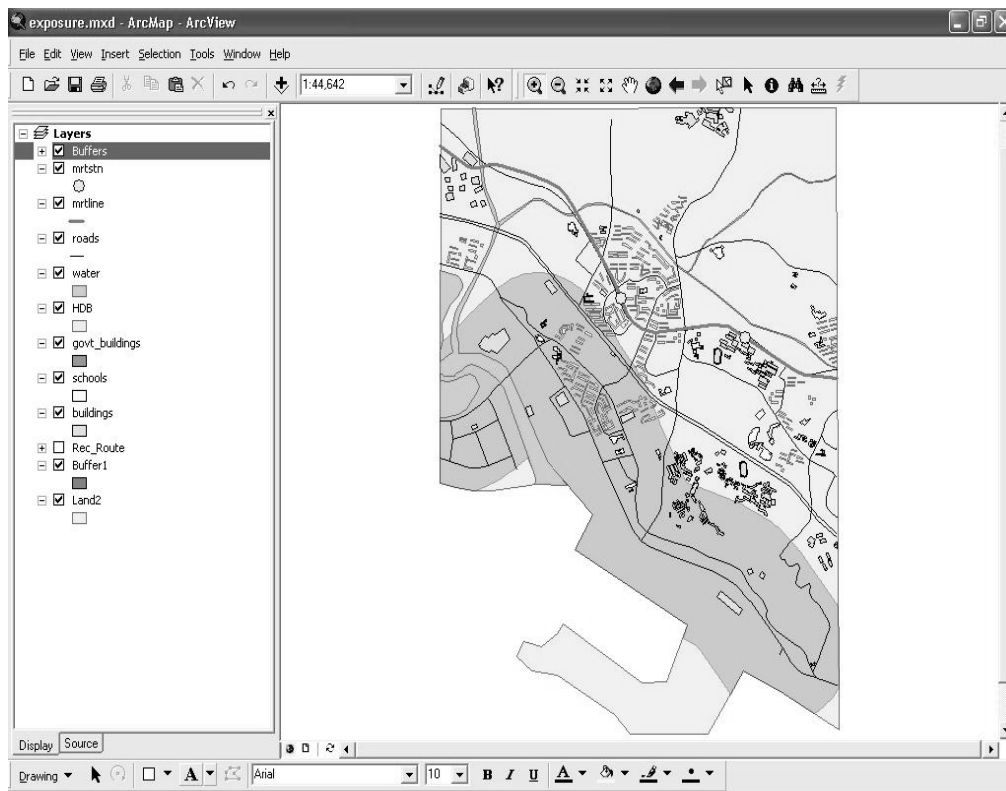 exposure.mxd - ArcMap - ArcView
File Edit View Insert Selection Tools Window Help
1:44,642
Layers
Buffers
mrtstn
mrtline
roads
water
HDB
govt_buildings
schools
buildings
Rec_Route
Buffer1
Land2
Display Source
Drawing A Arial 10 B I U A